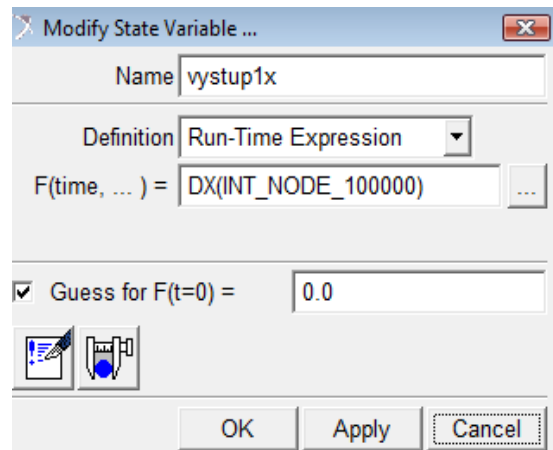 Modify State Variable ...
Name vystup1x
Definition Run-Time Expression
F(time, ... ) = DX(INT_NODE_100000) ...
Guess for F(t=0) = 0.0
OK Apply Cancel